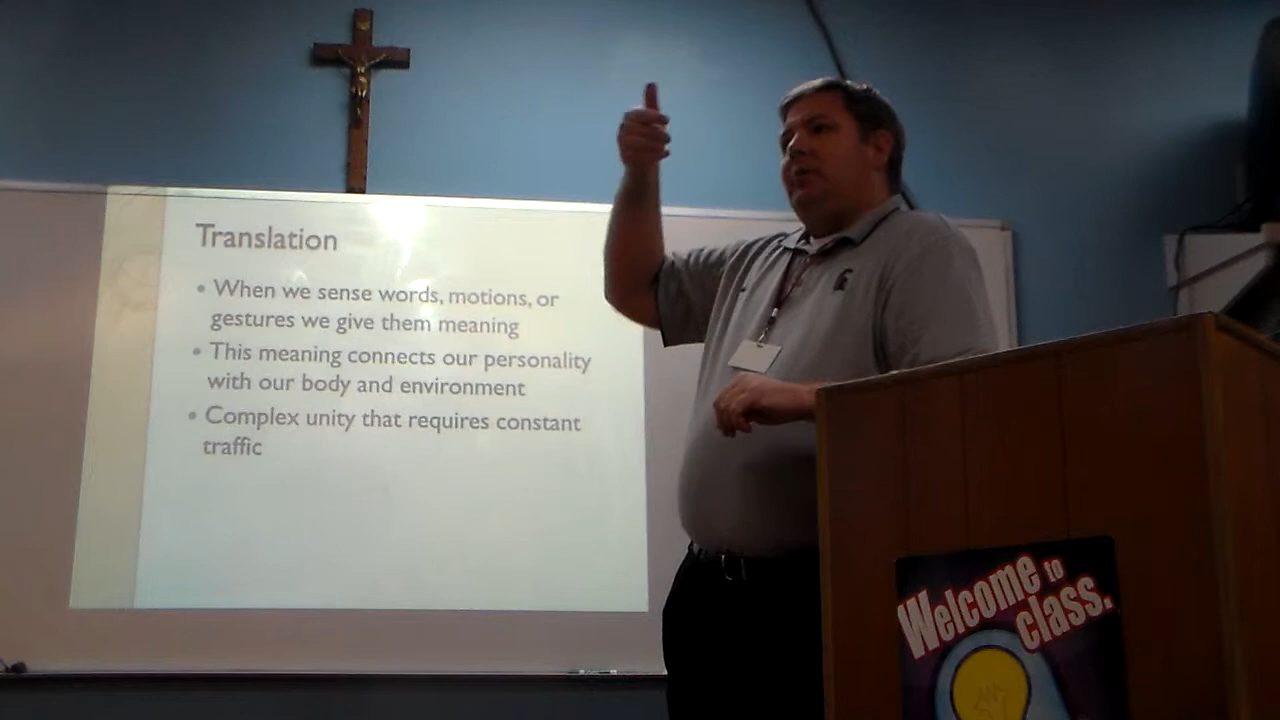 Translation
• When we sense words, motions, or
gestures we give them meaning
• This meaning connects our personality
with our body and environment
• Complex unity that requires constant
traffic
Welcome to
class.